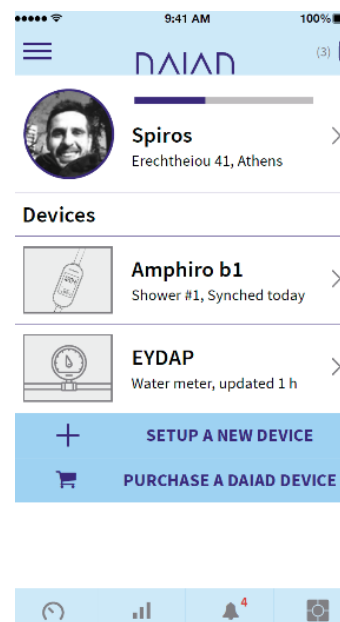 9:41 AM
100%
(3)
DAIAD
Spiros
Erechtheiou 41, Athens
Devices
Amphiro b1
Shower #1, Synched today
EYDAP
Water meter, updated 1 h
SETUP A NEW DEVICE
PURCHASE A DAIAD DEVICE
4